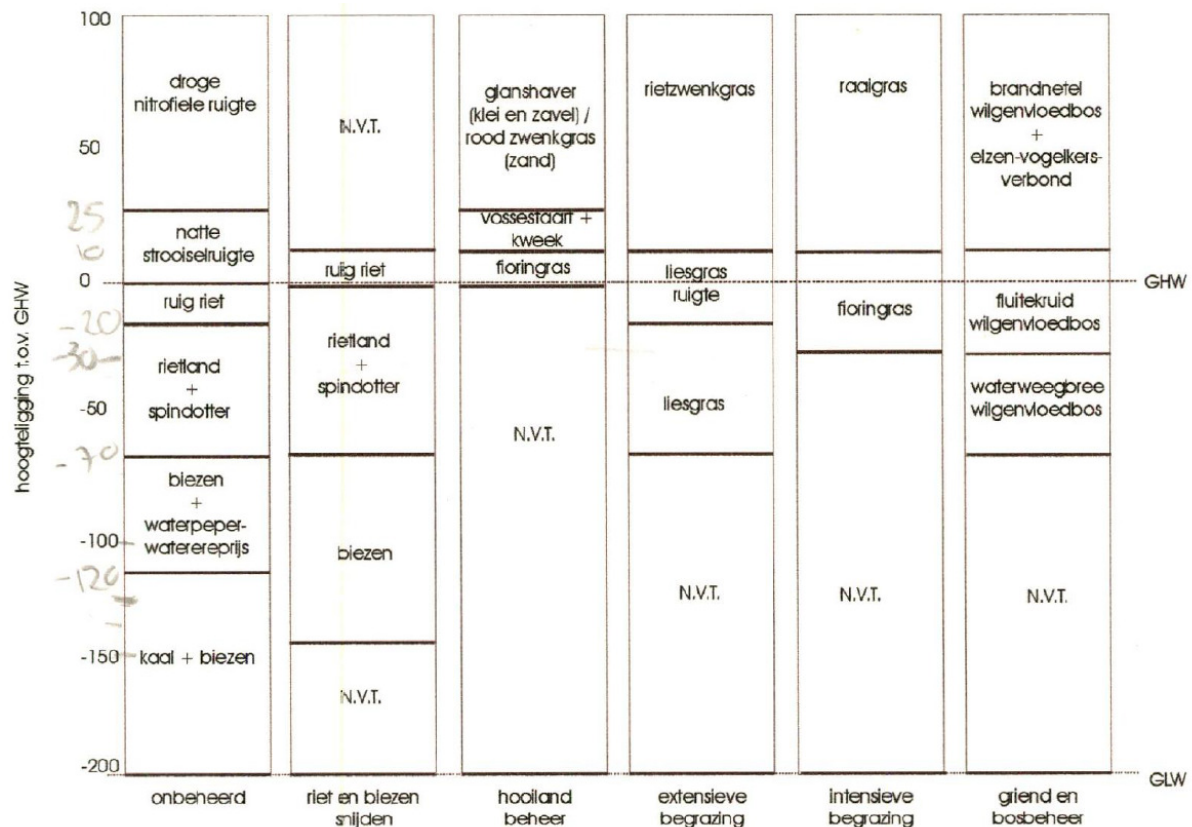 hoogteligging t.o.v. GHW
100
50
25
10
0
-20
-30
-50
-70
-100
-120
-150
-200
droge
nitrofiele ruigte
natte
strooiselruigte
ruig riet
rietland
+
spindotter
biezen
+
waterpeper-
waterereprijs
kaal + biezen
onbeheerd
N.V.T.
ruig riet
rietland
+
spindotter
biezen
N.V.T.
riet en biezen
snijden
glanshaver
(klei en zavel) /
rood zwenkgras
(zand)
vossestaart +
kweek
fioringras
N.V.T.
hooiland
beheer
rietzwenkgras
liesgras
ruigte
liesgras
N.V.T.
extensieve
begrazing
raaigras
fioringras
N.V.T.
intensieve
begrazing
brandnetel
wilgenvloedbos
+
elzen-vogelkers-
verbond
fluitekruid
wilgenvloedbos
waterweegbree
wilgenvloedbos
N.V.T.
griend en
bosbeheer
GHW
GLW